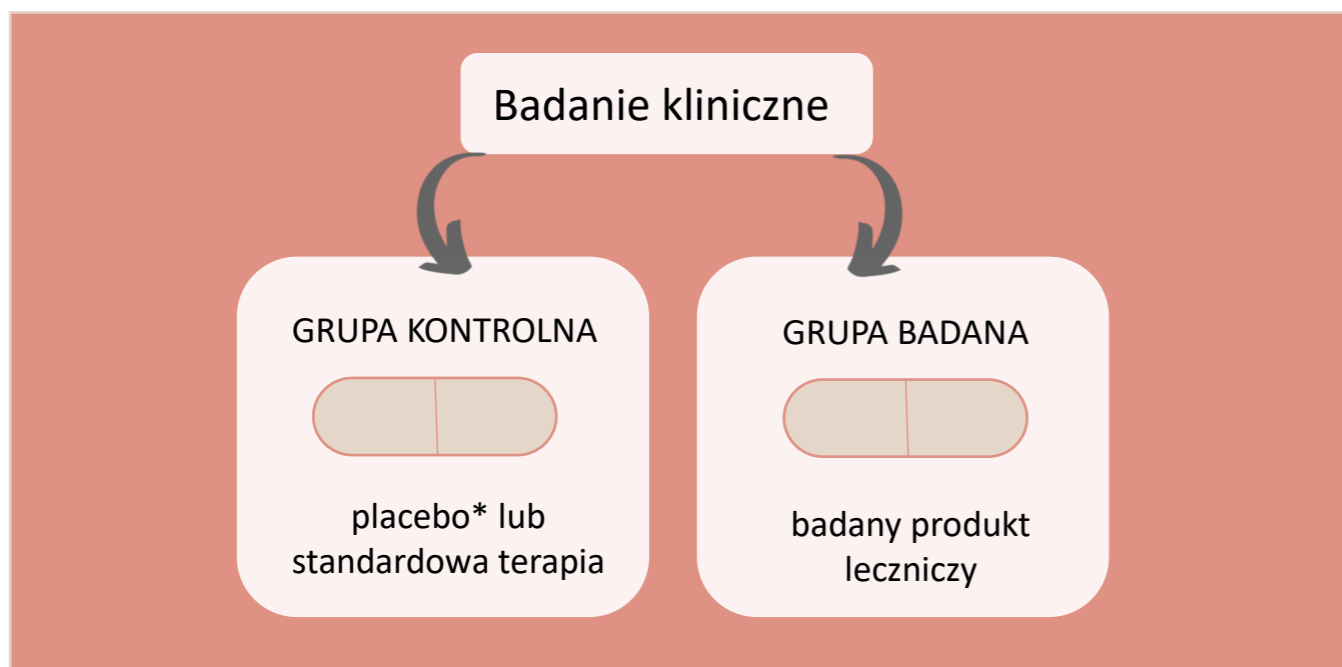 Badanie kliniczne
GRUPA KONTROLNA
placebo* lub
standardowa terapia
GRUPA BADANA
badany produkt
leczniczy